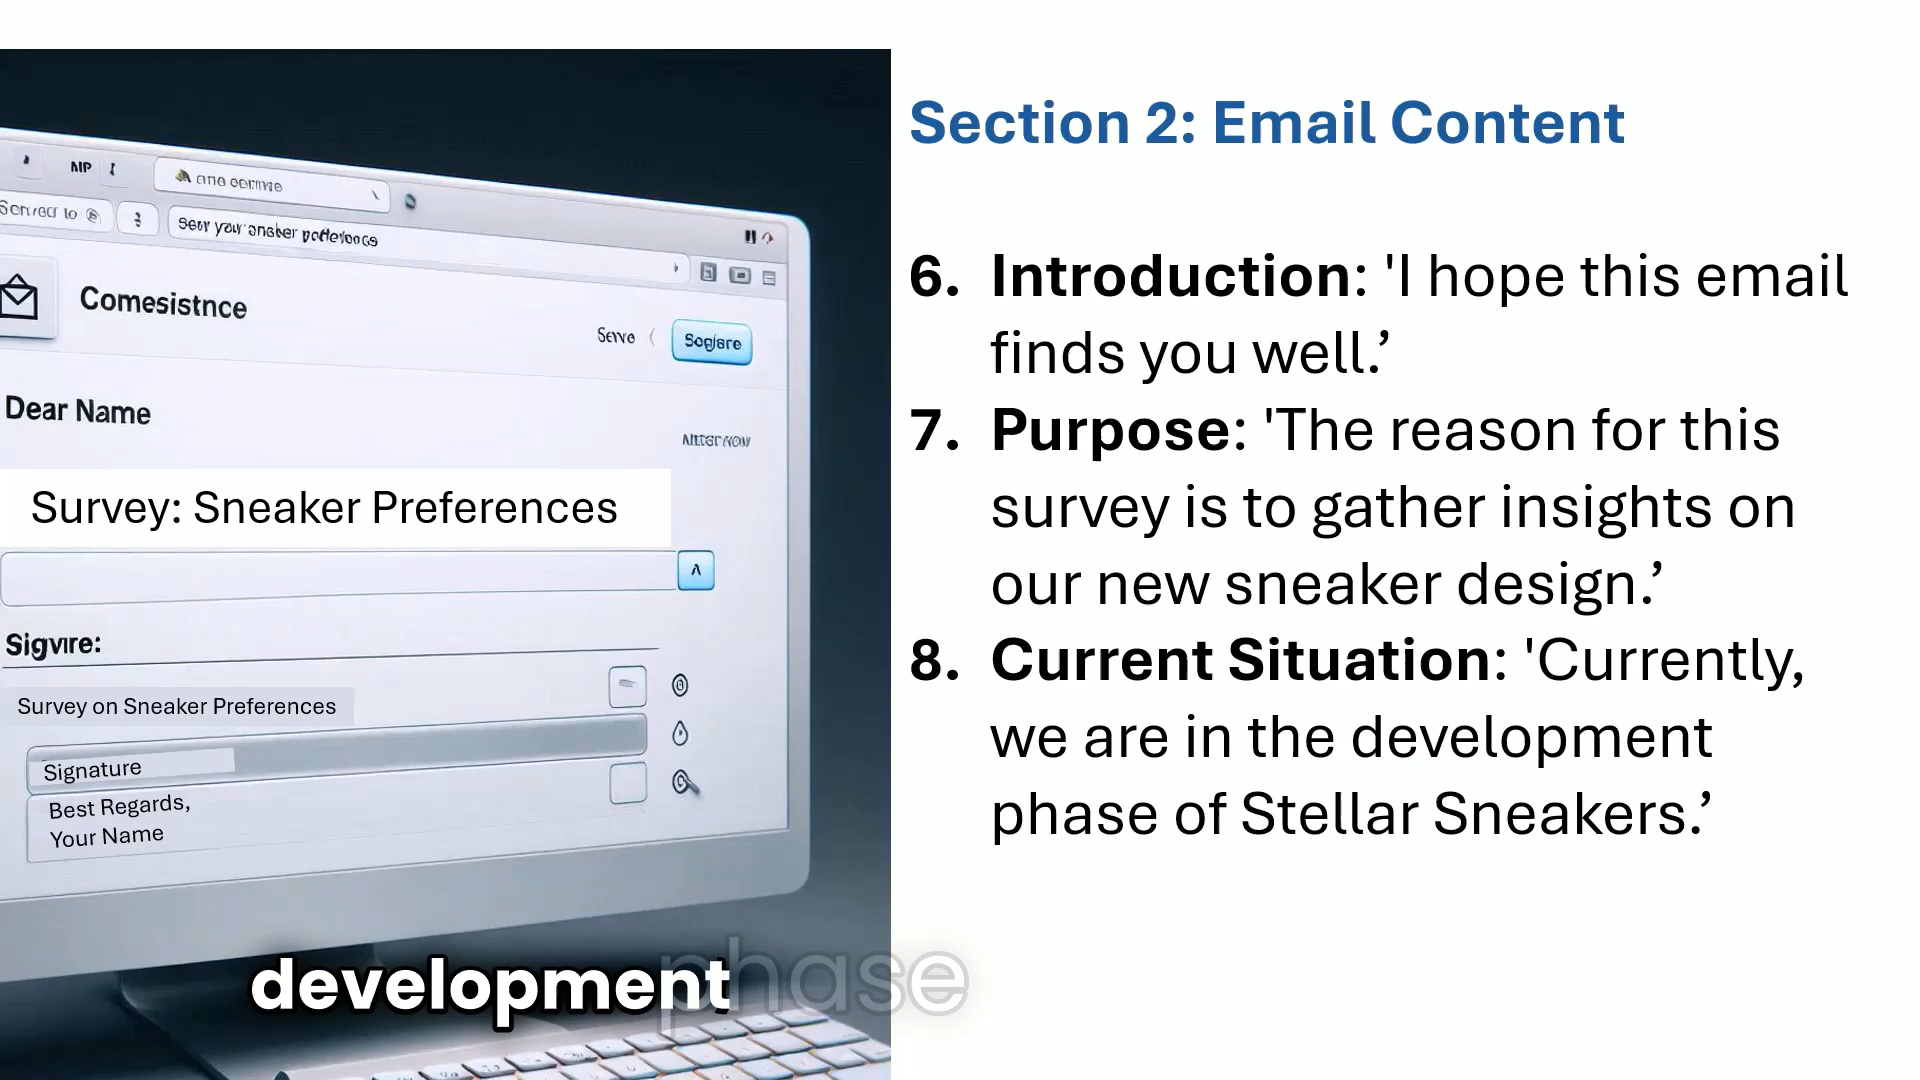 Section 2: Email Content
6. Introduction: 'I hope this email
finds you well.’
7. Purpose: 'The reason for this
survey is to gather insights on
our new sneaker design.’
8. Current Situation: 'Currently,
we are in the development
phase of Stellar Sneakers.’
Comesistnce
Dear Name
Survey: Sneaker Preferences
Sigvire:
Survey on Sneaker Preferences
Signature
Best Regards,
Your Name
development phase